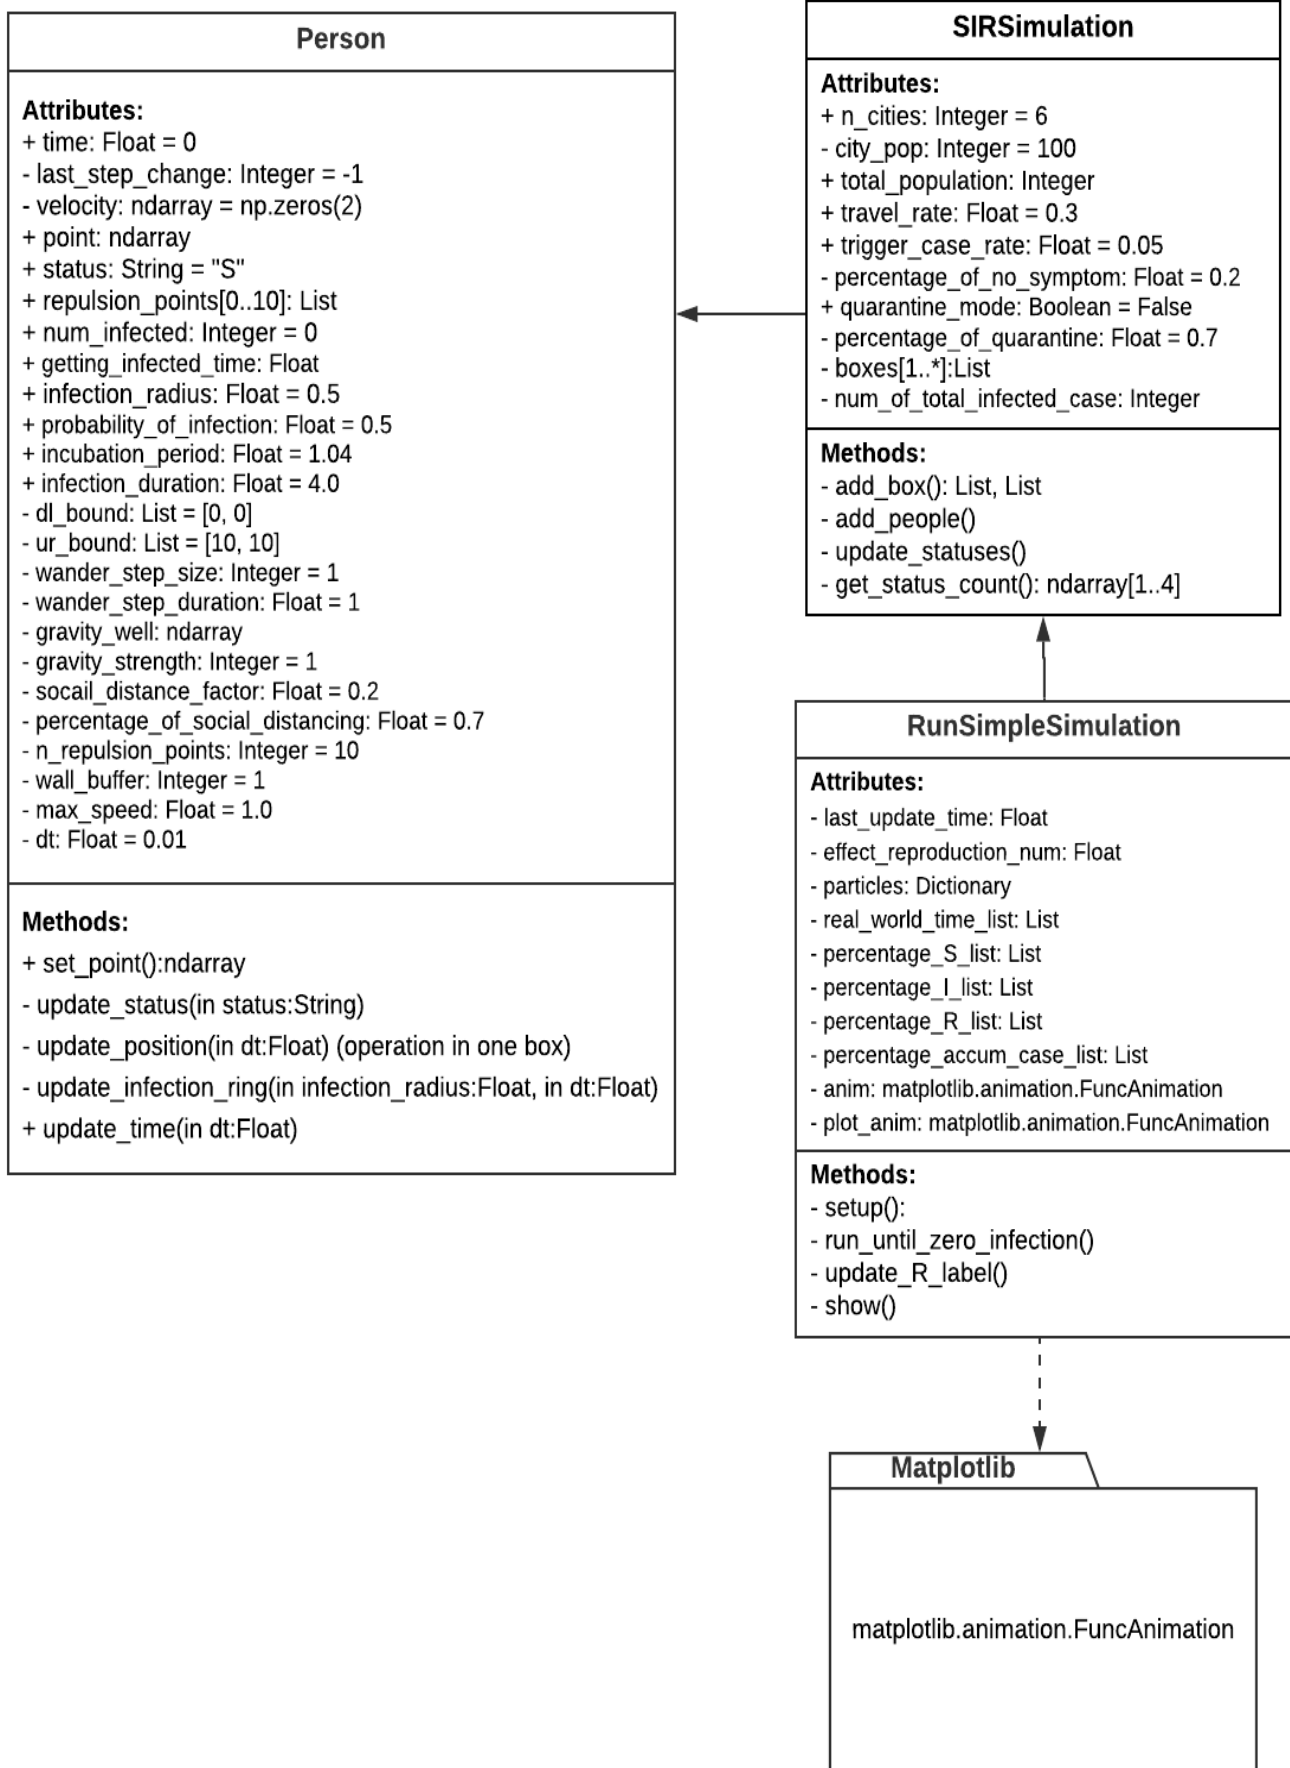 Person
Attributes:
+ time: Float = 0
- last_step_change: Integer = -1
- velocity: ndarray = np.zeros(2)
+ point: ndarray
+ status: String = "S"
+ repulsion_points[0..10]: List
+ num_infected: Integer = 0
+ getting_infected_time: Float
+ infection_radius: Float = 0.5
+ probability_of_infection: Float = 0.5
+ incubation_period: Float = 1.04
+ infection_duration: Float = 4.0
- dl_bound: List = [0, 0]
- ur_bound: List = [10, 10]
- wander_step_size: Integer = 1
- wander_step_duration: Float = 1
- gravity_well: ndarray
- gravity_strength: Integer = 1
- socail_distance_factor: Float = 0.2
- percentage_of_social_distancing: Float = 0.7
- n_repulsion_points: Integer = 10
- wall_buffer: Integer = 1
- max_speed: Float = 1.0
- dt: Float = 0.01
Methods:
+ set_point():ndarray
- update_status(in status:String)
- update_position(in dt:Float) (operation in one box)
- update_infection_ring(in infection_radius:Float, in dt:Float)
+ update_time(in dt:Float)
SIRSimulation
Attributes:
+ n_cities: Integer = 6
- city_pop: Integer = 100
+ total_population: Integer
+ travel_rate: Float = 0.3
+ trigger_case_rate: Float = 0.05
- percentage_of_no_symptom: Float = 0.2
+ quarantine_mode: Boolean = False
- percentage_of_quarantine: Float = 0.7
- boxes[1..*]:List
- num_of_total_infected_case: Integer
Methods:
- add_box(): List, List
- add_people()
- update_statuses()
- get_status_count(): ndarray[1..4]
RunSimpleSimulation
Attributes:
- last_update_time: Float
- effect_reproduction_num: Float
- particles: Dictionary
- real_world_time_list: List
- percentage_S_list: List
- percentage_I_list: List
- percentage_R_list: List
- percentage_accum_case_list: List
- anim: matplotlib.animation.FuncAnimation
- plot_anim: matplotlib.animation.FuncAnimation
Methods:
- setup():
- run_until_zero_infection()
- update_R_label()
- show()
Matplotlib
matplotlib.animation.FuncAnimation